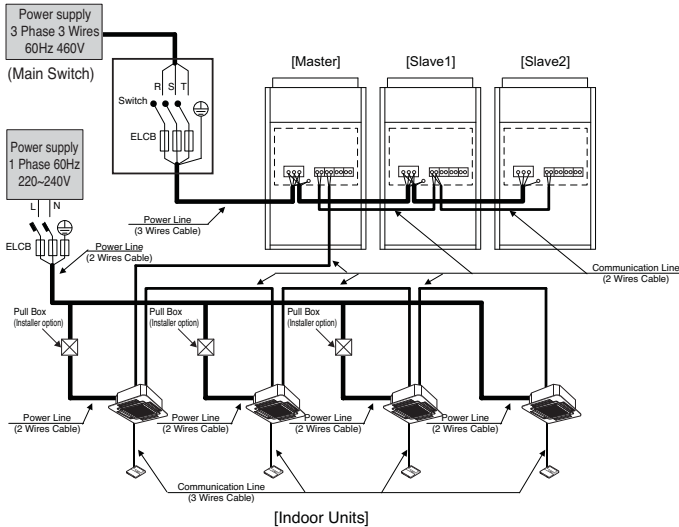 Power supply
3 Phase 3 Wires
60Hz 460V
(Main Switch)
R S T
Switch
ELCB
[Master]
[Slave1]
[Slave2]
Power supply
1 Phase 60Hz
220~240V
L N
ELCB
Power Line
(2 Wires Cable)
Power Line
(3 Wires Cable)
Communication Line
(2 Wires Cable)
Pull Box
(Installer option)
Pull Box
(Installer option)
Pull Box
(Installer option)
Power Line
(2 Wires Cable)
Power Line
(2 Wires Cable)
Power Line
(2 Wires Cable)
Power Line
(2 Wires Cable)
Communication Line
(3 Wires Cable)
[Indoor Units]